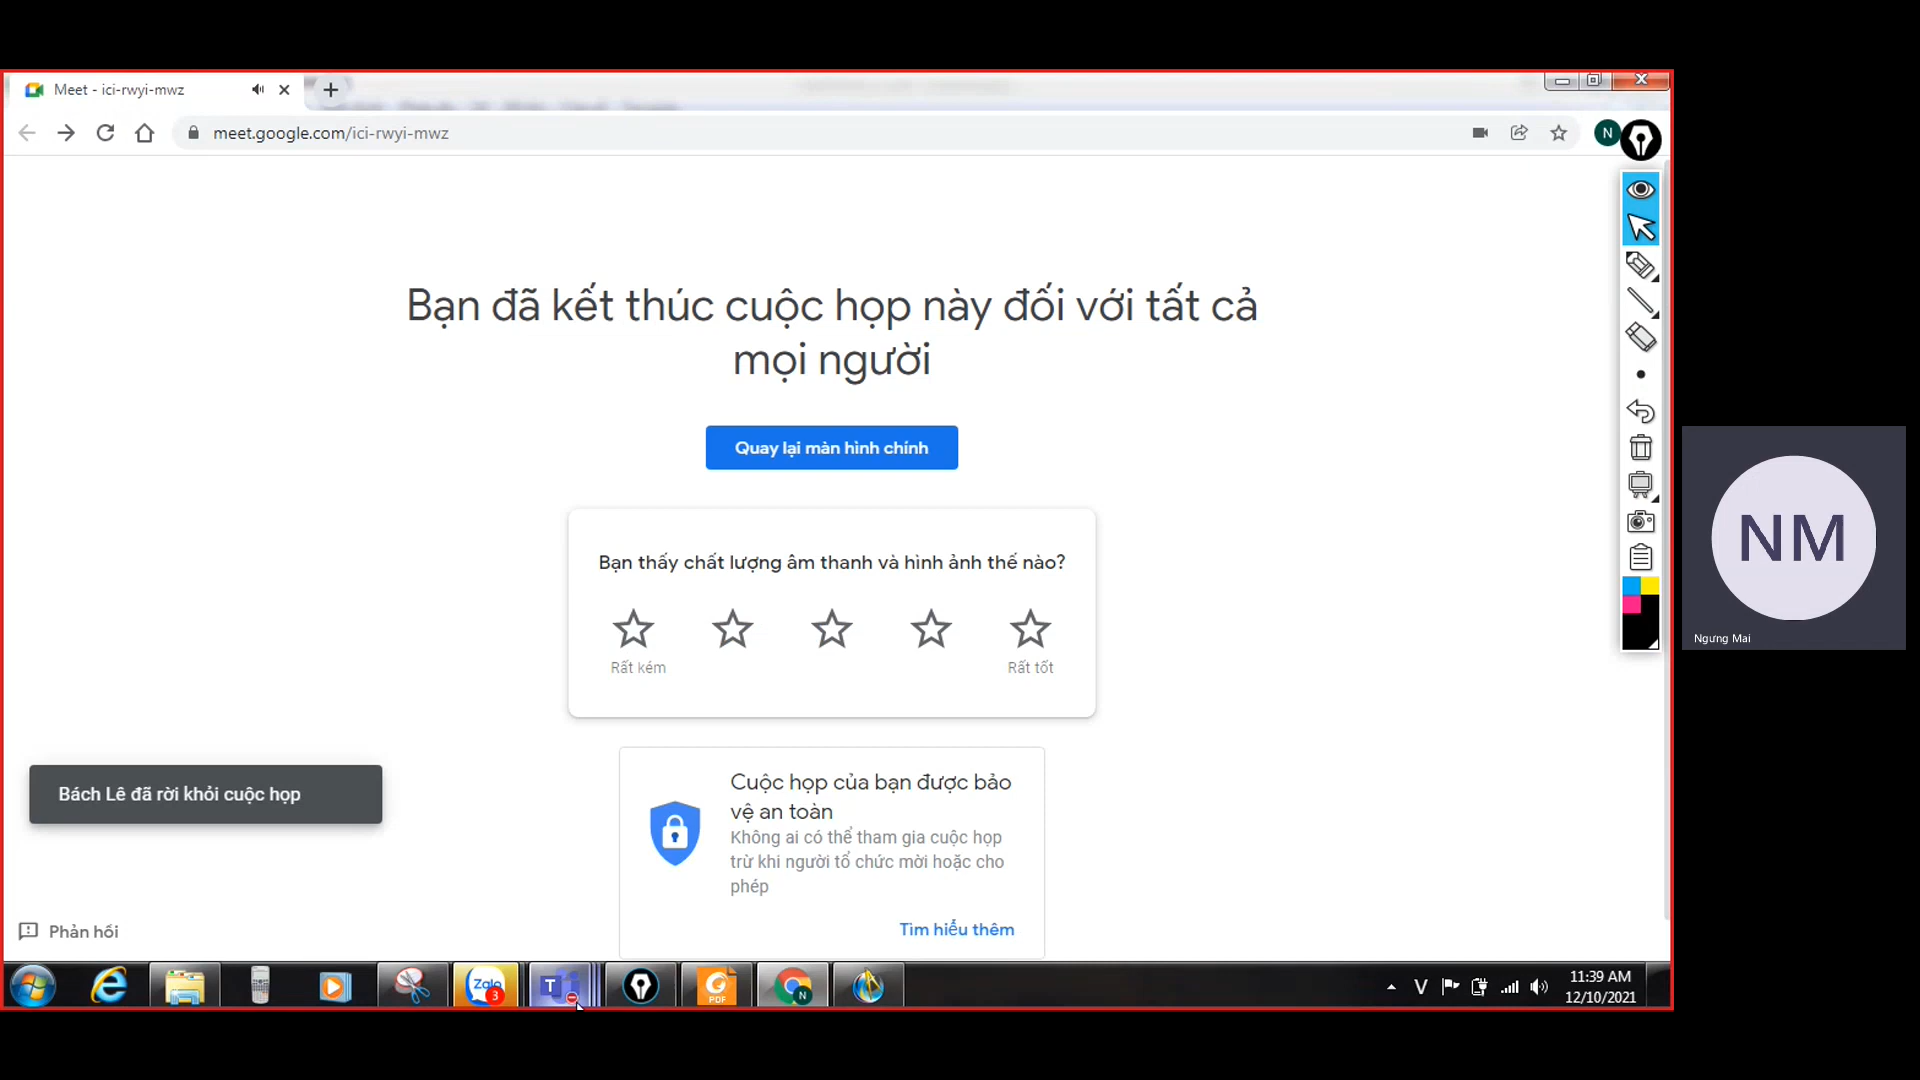 Meet - ici-rwyi-mwz
meet.google.com/ici-rwyi-mwz
N
Bạn đã kết thúc cuộc họp này đối với tất cả
mọi người
Quay lại màn hình chính
Bạn thấy chất lượng âm thanh và hình ảnh thế nào?
Rất kém
Rất tốt
Cuộc họp của bạn được bảo
vệ an toàn
Không ai có thể tham gia cuộc họp
trừ khi người tổ chức mời hoặc cho
phép
Tìm hiểu thêm
Bách Lê đã rời khỏi cuộc họp
Phản hồi
NM
Ngưng Mai
Zalo
3
T
PDF
N
V
11:39 AM
12/10/2021